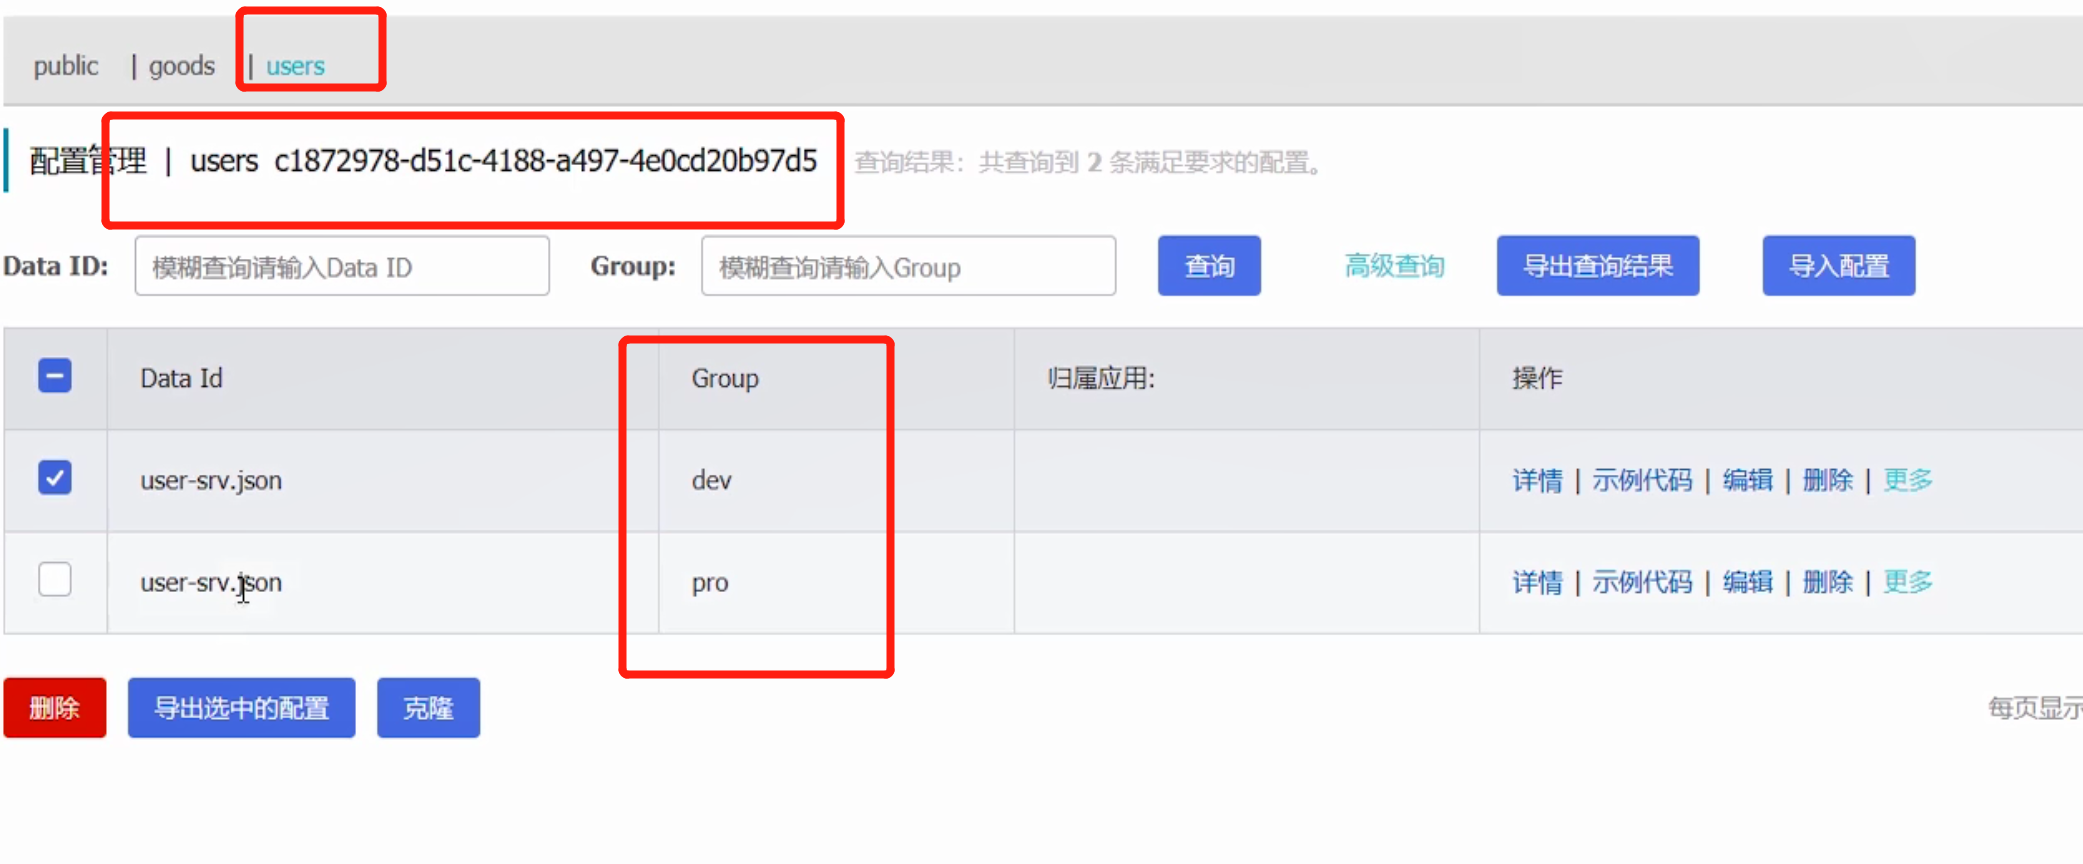 public | goods | users
配置管理 | users c1872978-d51c-4188-a497-4e0cd20b97d5 查询结果：共查询到 2 条满足要求的配置。
Data ID: 模糊查询请输入Data ID Group: 模糊查询请输入Group 查询 高级查询 导出查询结果 导入配置
Data Id Group 归属应用: 操作
user-srv.json dev 详情 | 示例代码 | 编辑 | 删除 | 更多
user-srv.json pro 详情 | 示例代码 | 编辑 | 删除 | 更多
删除 导出选中的配置 克隆 每页显示